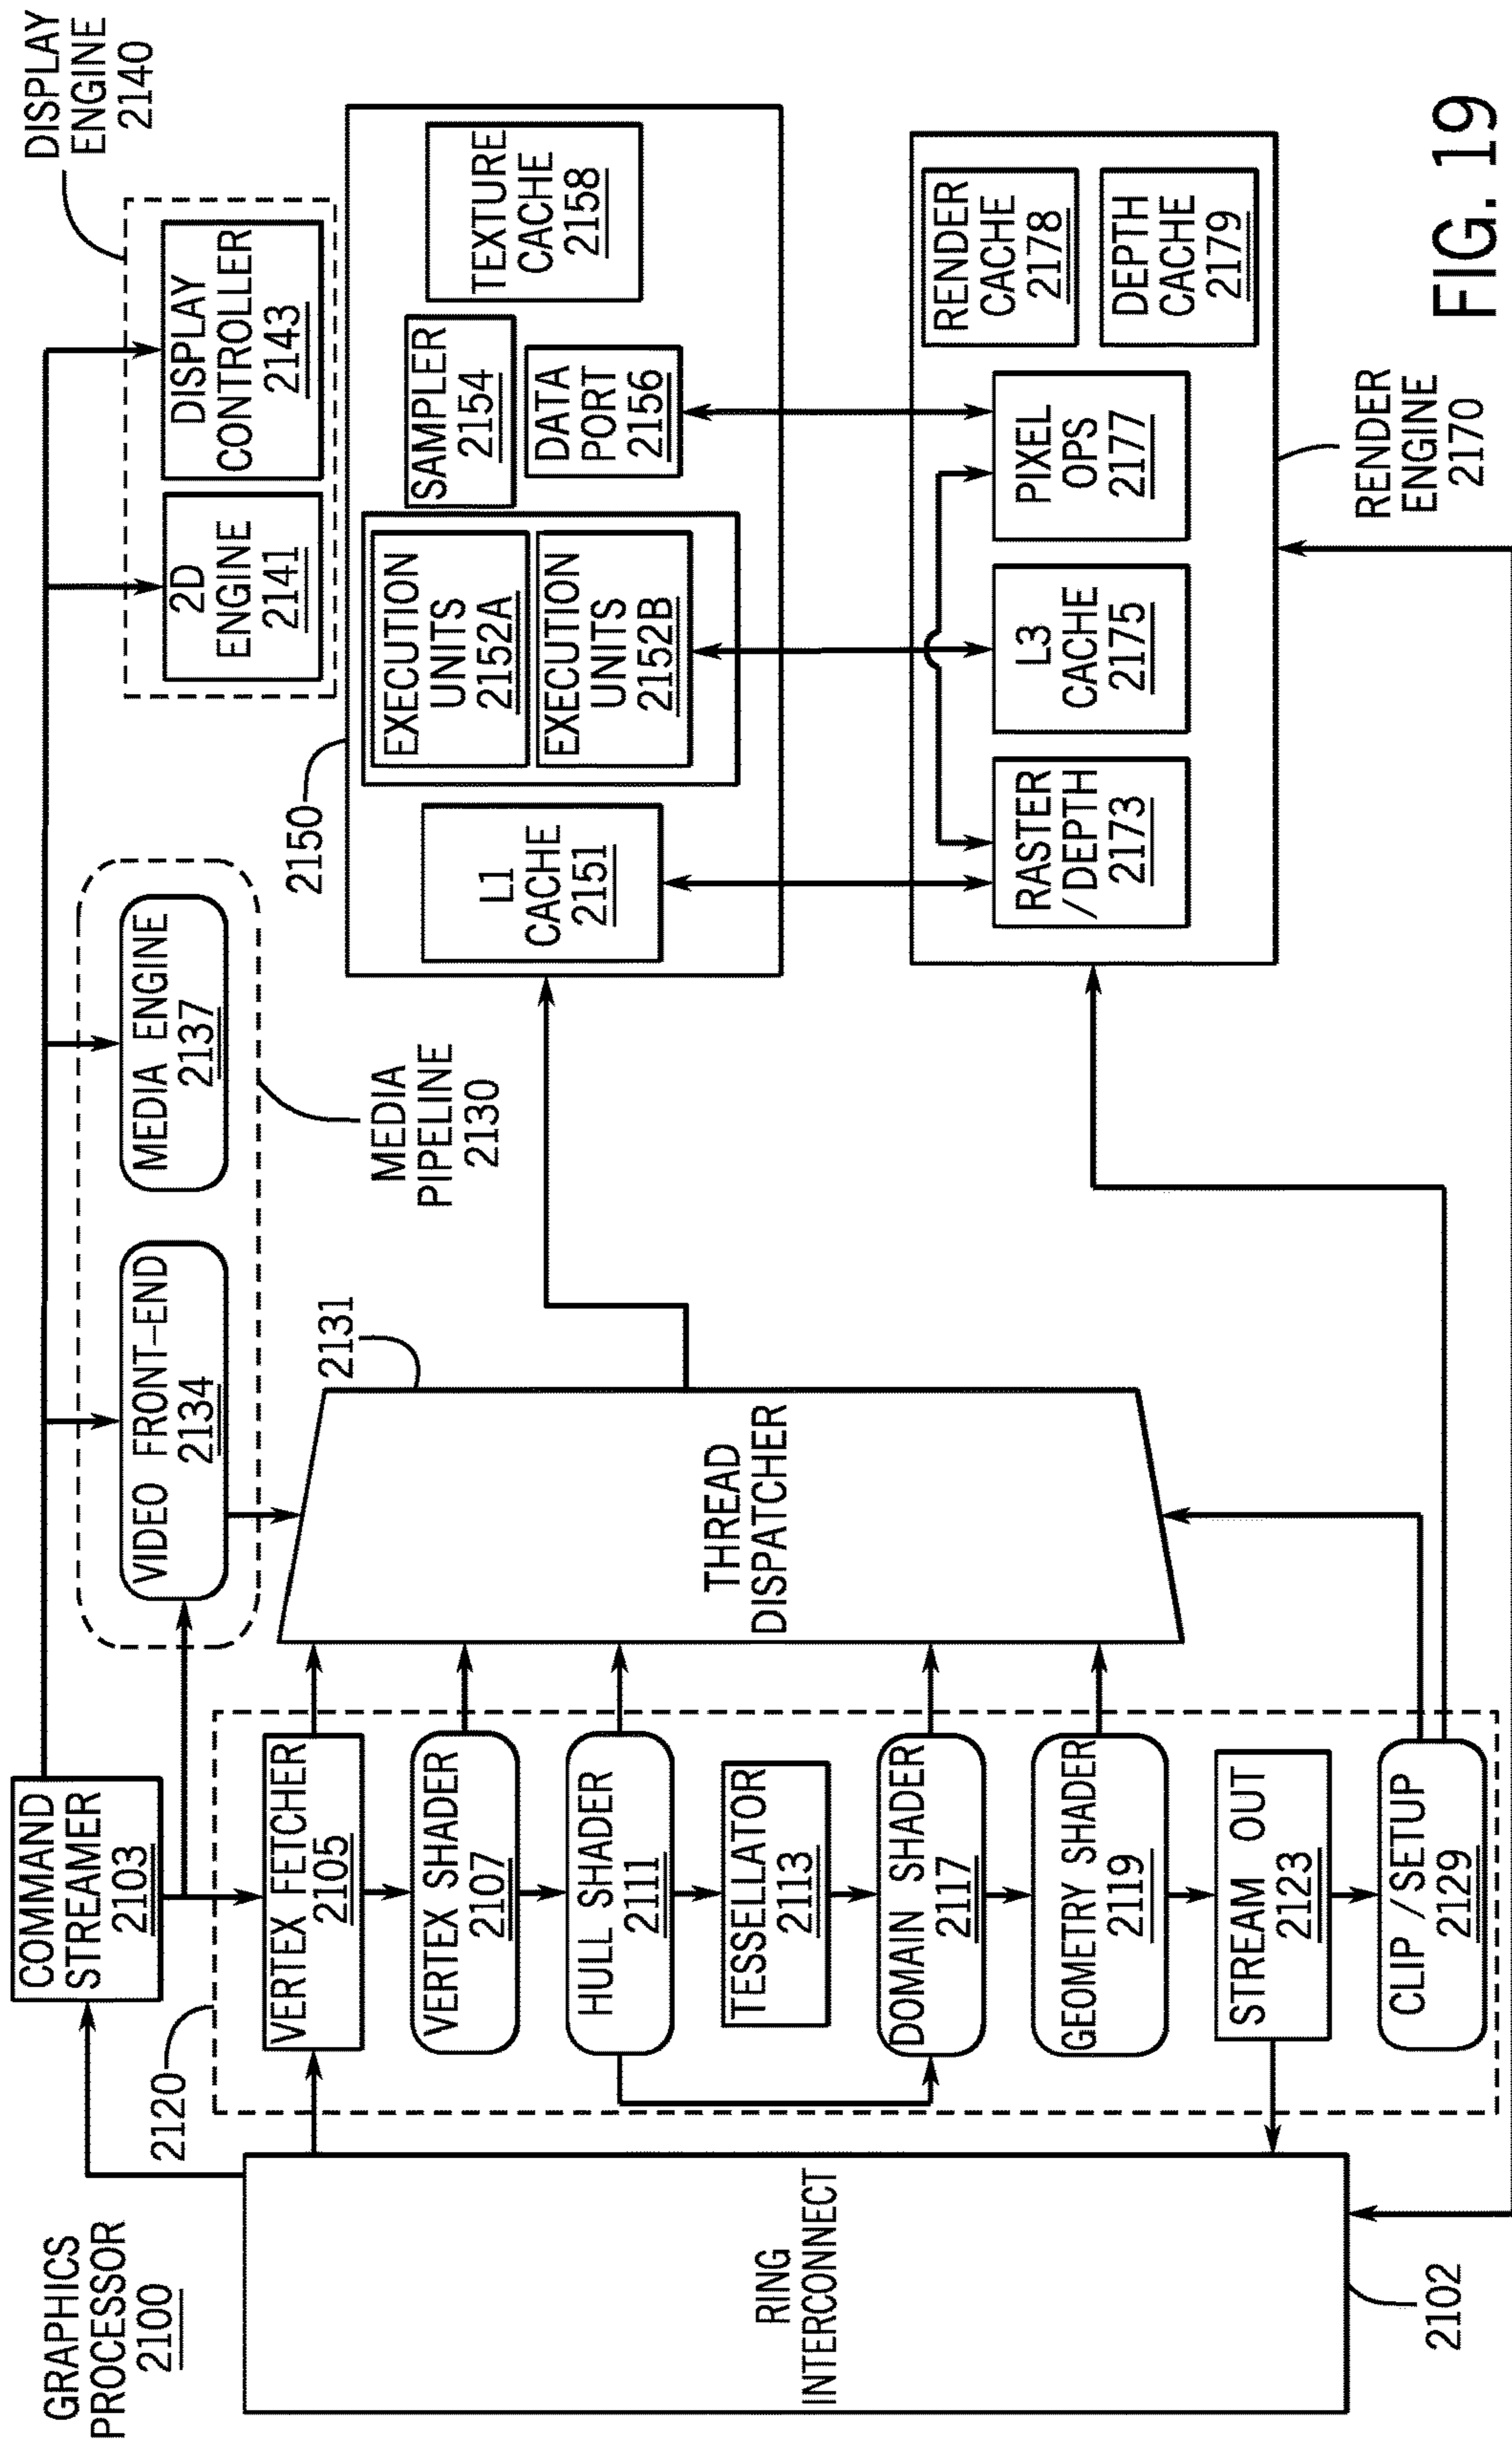 GRAPHICS
PROCESSOR
2100
RING
INTERCONNECT
2102
COMMAND
STREAMER
2103
2120
VERTEX FETCHER
2105
VERTEX SHADER
2107
HULL SHADER
2111
TESSELLATOR
2113
DOMAIN SHADER
2117
GEOMETRY SHADER
2119
STREAM OUT
2123
CLIP/SETUP
2129
VIDEO FRONT-END
2134
MEDIA ENGINE
2137
MEDIA
PIPELINE
2130
THREAD
DISPATCHER
2131
DISPLAY
ENGINE
2140
2D
ENGINE
2141
DISPLAY
CONTROLLER
2143
2150
L1
CACHE
2151
EXECUTION
UNITS
2152A
EXECUTION
UNITS
2152B
SAMPLER
2154
DATA
PORT
2156
TEXTURE
CACHE
2158
RASTER
/DEPTH
2173
L3
CACHE
2175
PIXEL
OPS
2177
RENDER
CACHE
2178
DEPTH
CACHE
2179
RENDER
ENGINE
2170
FIG. 19